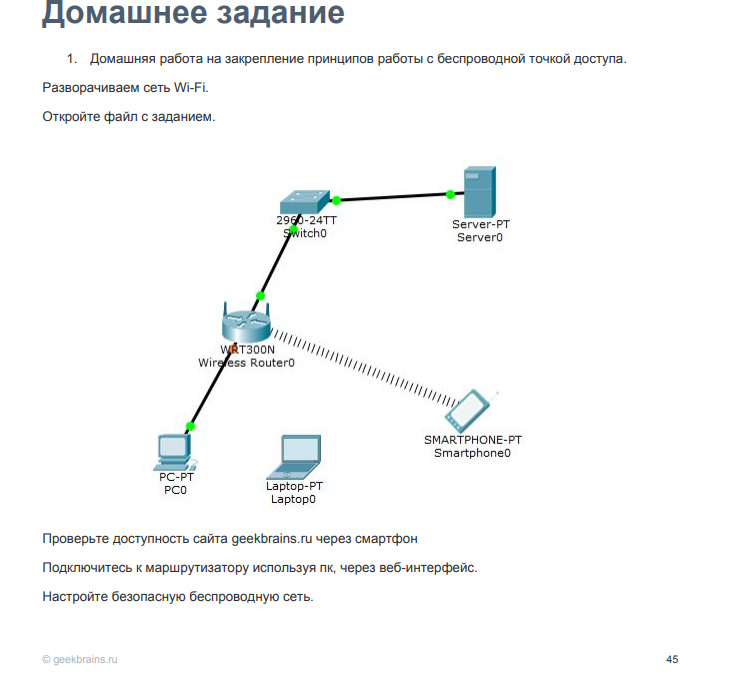 Домашнее задание
1. Домашняя работа на закрепление принципов работы с беспроводной точкой доступа.
Разворачиваем сеть Wi-Fi.
Откройте файл с заданием.
2960-24TT
Switch0
Server-PT
Server0
WRT300N
Wireless Router0
SMARTPHONE-PT
Smartphone0
PC-PT
PC0
Laptop-PT
Laptop0
Проверьте доступность сайта geekbrains.ru через смартфон
Подключитесь к маршрутизатору используя пк, через веб-интерфейс.
Настройте безопасную беспроводную сеть.
© geekbrains.ru
45